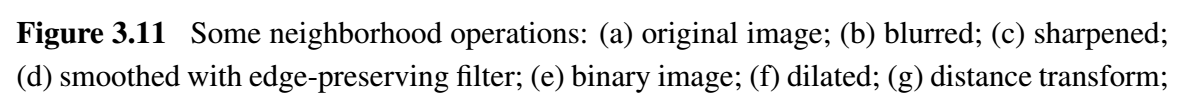 Figure 3.11 Some neighborhood operations: (a) original image; (b) blurred; (c) sharpened;
(d) smoothed with edge-preserving filter; (e) binary image; (f) dilated; (g) distance transform;